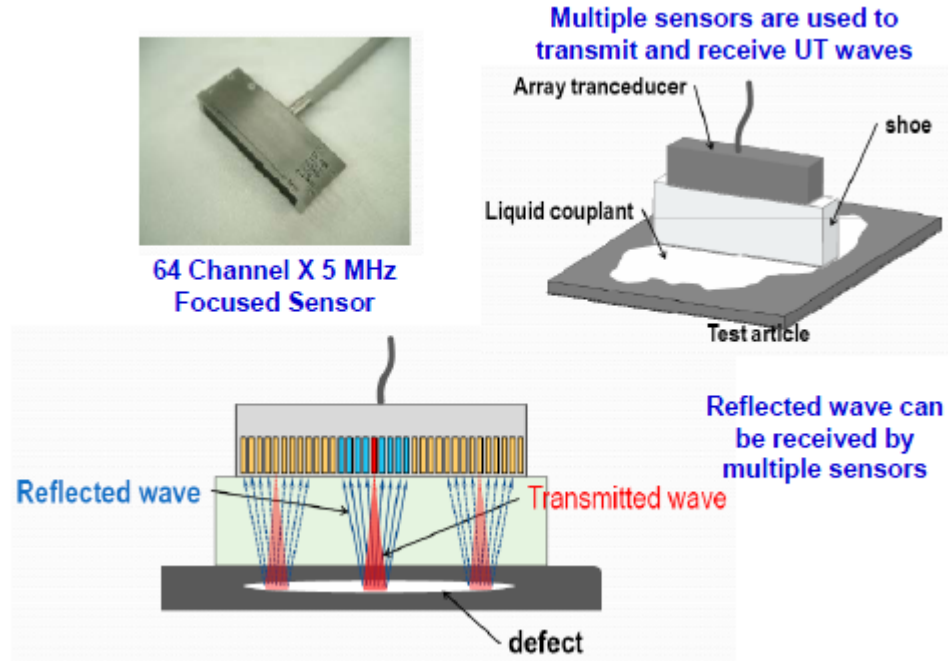 Multiple sensors are used to
transmit and receive UT waves
Array tranceducer
shoe
Liquid couplant
Test article
64 Channel X 5 MHz
Focused Sensor
Reflected wave can
be received by
multiple sensors
Reflected wave
Transmitted wave
defect